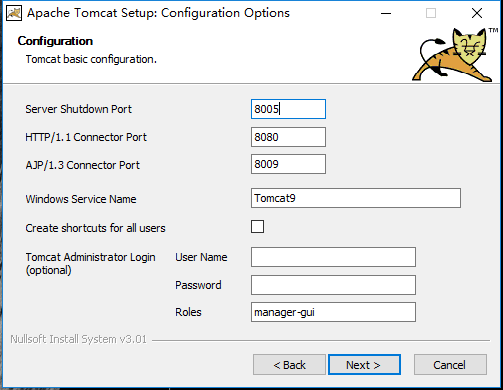 Apache Tomcat Setup: Configuration Options
Configuration
Tomcat basic configuration.
TM
Server Shutdown Port 8005
HTTP/1.1 Connector Port 8080
AJP/1.3 Connector Port 8009
Windows Service Name Tomcat9
Create shortcuts for all users
Tomcat Administrator Login (optional) User Name
Password
Roles manager-gui
Nullsoft Install System v3.01
< Back Next > Cancel